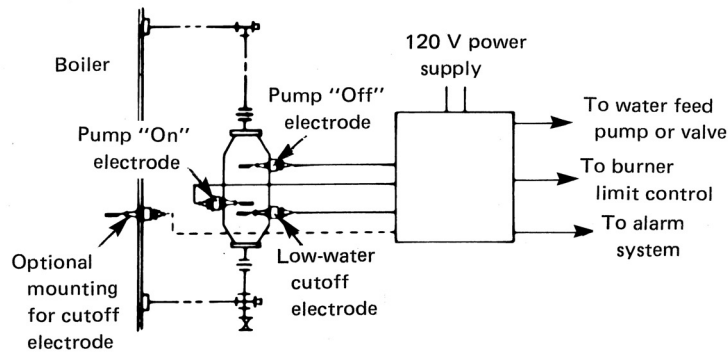 120 V power
supply
Boiler
Pump "Off"
electrode
To water feed
pump or valve
Pump "On"
electrode
To burner
limit control
To alarm
system
Optional
mounting
for cutoff
electrode
Low-water
cutoff
electrode